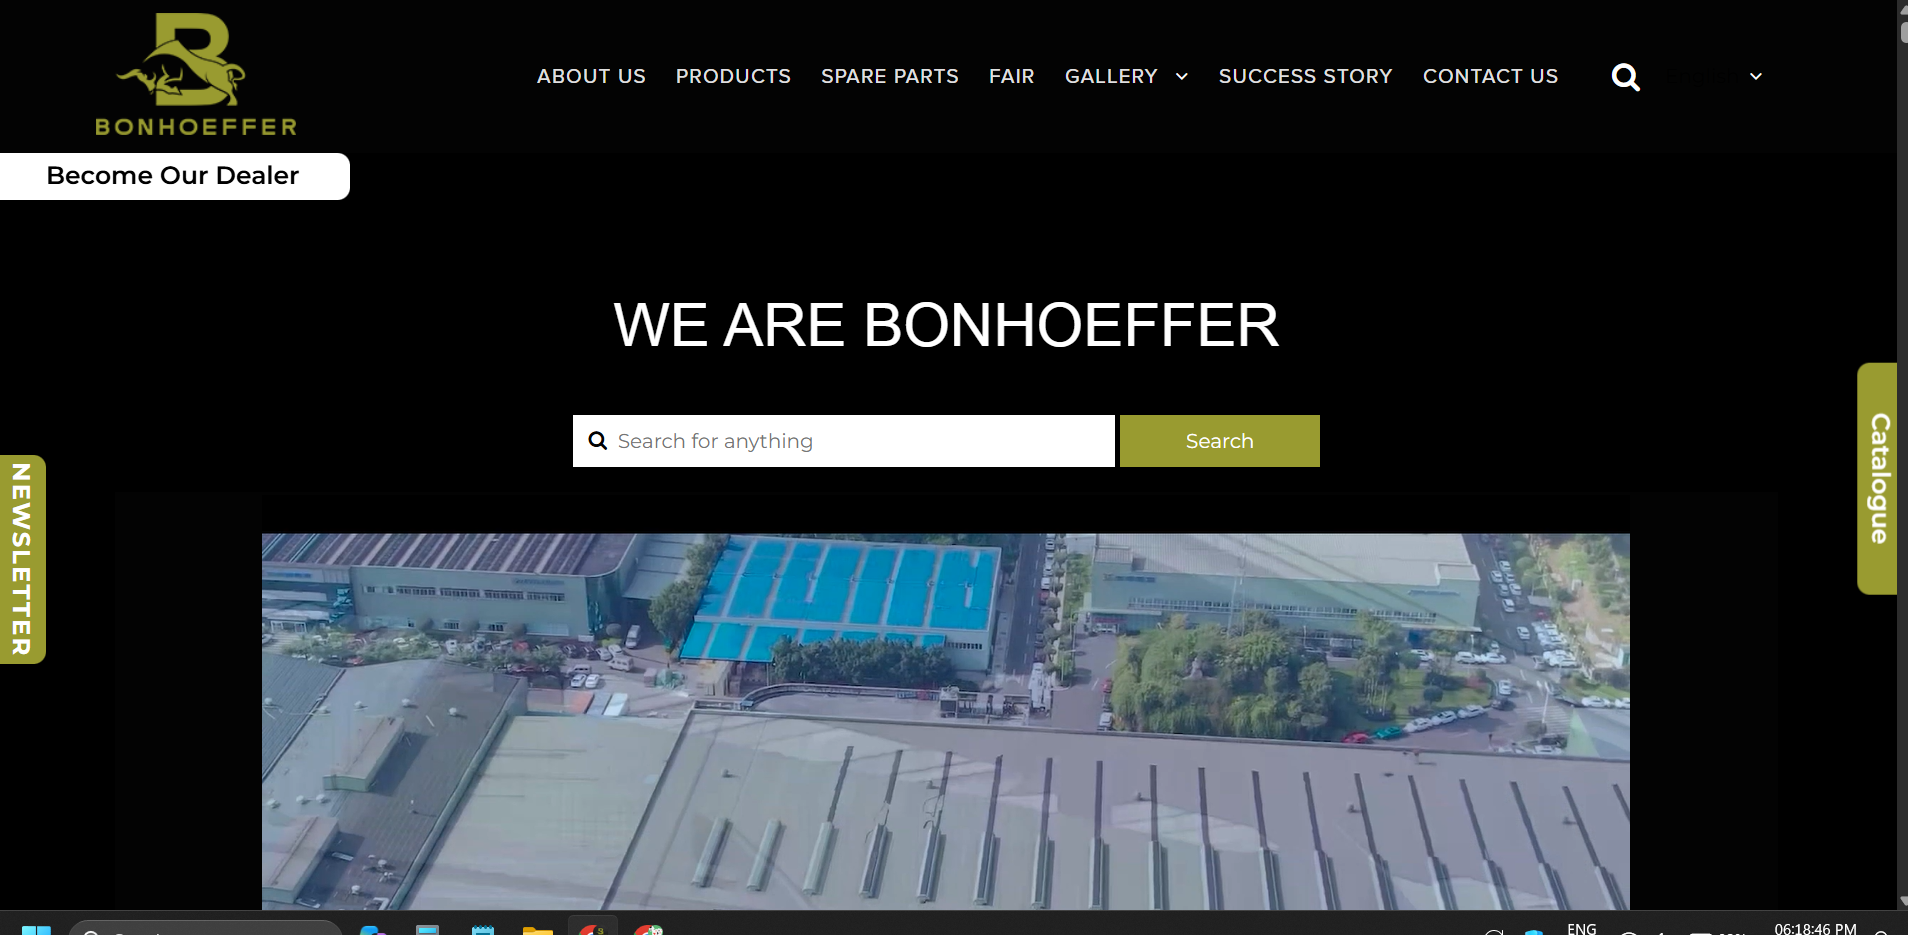 BONHOEFFER
ABOUT US
PRODUCTS
SPARE PARTS
FAIR
GALLERY
SUCCESS STORY
CONTACT US
Become Our Dealer
WE ARE BONHOEFFER
Search for anything
Search
NEWSLETTER
Catalogue
ENG
06:18:46 PM